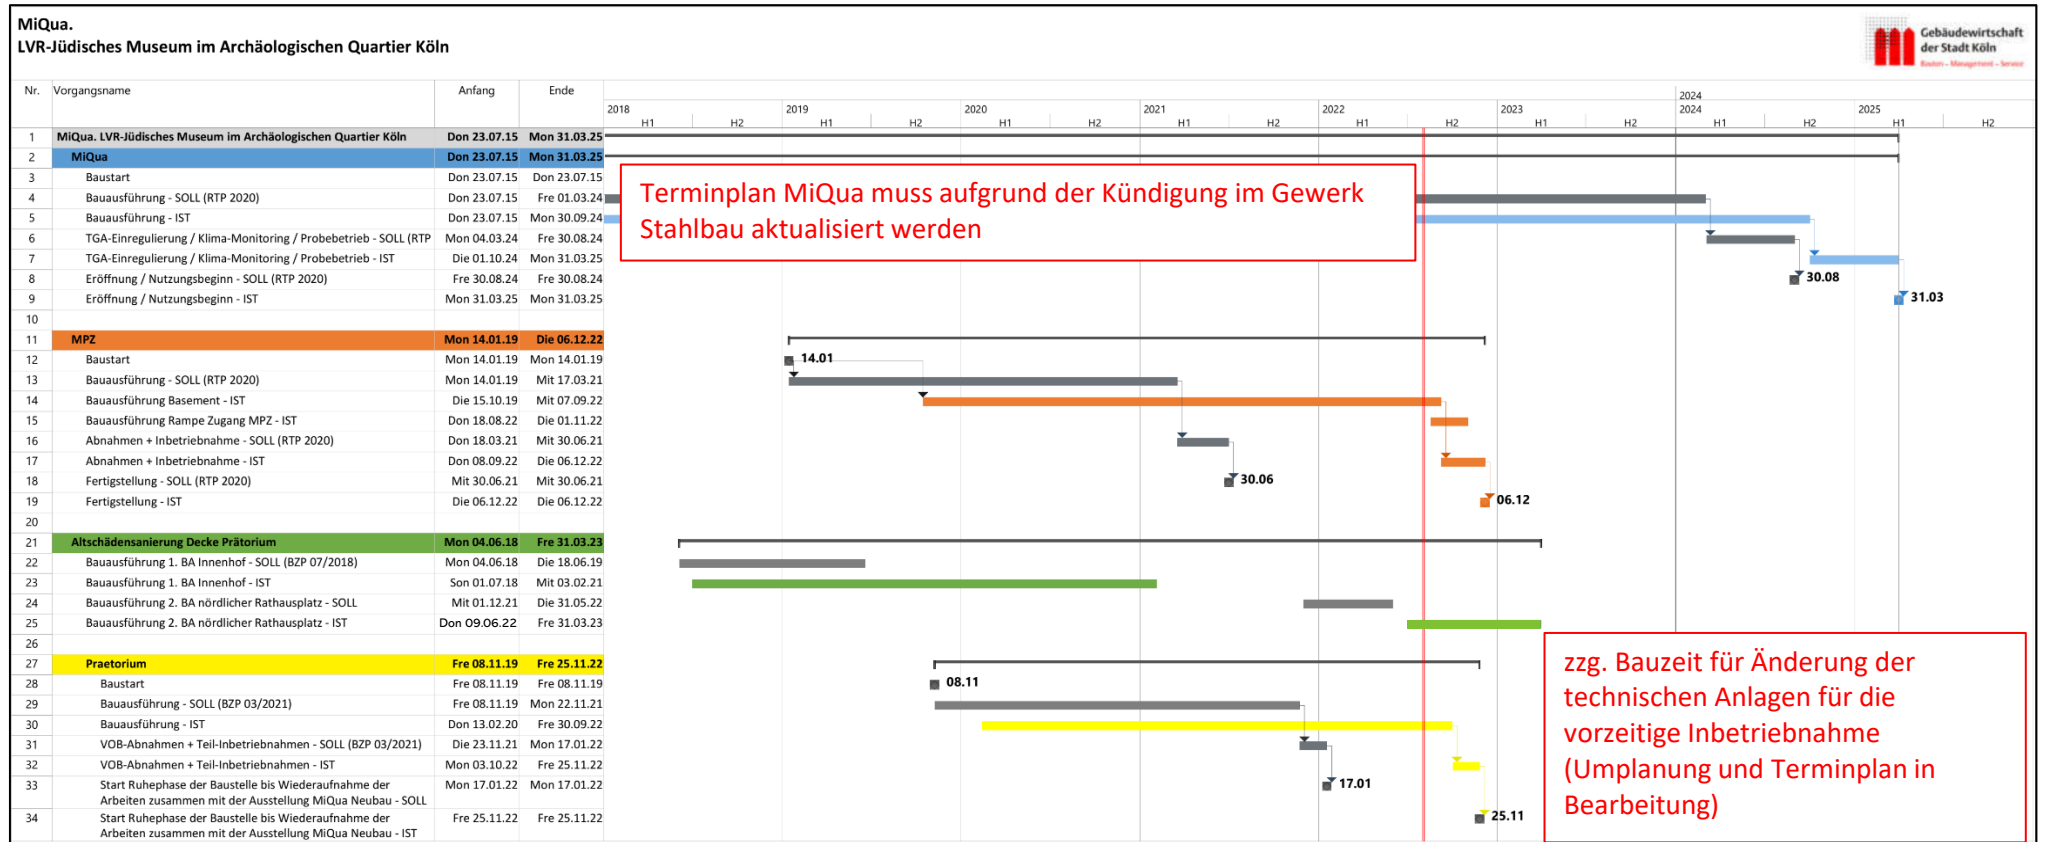 MiQua.
LVR-Jüdisches Museum im Archäologischen Quartier Köln
Gebäudewirtschaft
der Stadt Köln
Bauten – Management – Service
Nr. Vorgangsname Anfang Ende
2024
2018 2019 2020 2021 2022 2023 2024 2025
H1 H2 H1 H2 H1 H2 H1 H2 H1 H2 H1 H2 H1 H2 H1 H2
1 MiQua. LVR-Jüdisches Museum im Archäologischen Quartier Köln Don 23.07.15 Mon 31.03.25
2 MiQua Don 23.07.15 Mon 31.03.25
3 Baustart Don 23.07.15 Don 23.07.15
4 Bauausführung - SOLL (RTP 2020) Don 23.07.15 Fre 01.03.24
5 Bauausführung - IST Don 23.07.15 Mon 30.09.24
6 TGA-Einregulierung / Klima-Monitoring / Probebetrieb - SOLL (RTP Mon 04.03.24 Fre 30.08.24
7 TGA-Einregulierung / Klima-Monitoring / Probebetrieb - IST Die 01.10.24 Mon 31.03.25
8 Eröffnung / Nutzungsbeginn - SOLL (RTP 2020) Fre 30.08.24 Fre 30.08.24 30.08
9 Eröffnung / Nutzungsbeginn - IST Mon 31.03.25 Mon 31.03.25 31.03
Terminplan MiQua muss aufgrund der Kündigung im Gewerk
Stahlbau aktualisiert werden
10
11 MPZ Mon 14.01.19 Die 06.12.22
12 Baustart Mon 14.01.19 Mon 14.01.19 14.01
13 Bauausführung - SOLL (RTP 2020) Mon 14.01.19 Mit 17.03.21
14 Bauausführung Basement - IST Die 15.10.19 Mit 07.09.22
15 Bauausführung Rampe Zugang MPZ - IST Don 18.08.22 Die 01.11.22
16 Abnahmen + Inbetriebnahme - SOLL (RTP 2020) Don 18.03.21 Mit 30.06.21
17 Abnahmen + Inbetriebnahme - IST Don 08.09.22 Die 06.12.22
18 Fertigstellung - SOLL (RTP 2020) Mit 30.06.21 Mit 30.06.21 30.06
19 Fertigstellung - IST Die 06.12.22 Die 06.12.22 06.12
20
21 Altschädensanierung Decke Prätorium Mon 04.06.18 Fre 31.03.23
22 Bauausführung 1. BA Innenhof - SOLL (BZP 07/2018) Mon 04.06.18 Die 18.06.19
23 Bauausführung 1. BA Innenhof - IST Son 01.07.18 Mit 03.02.21
24 Bauausführung 2. BA nördlicher Rathausplatz - SOLL Mit 01.12.21 Die 31.05.22
25 Bauausführung 2. BA nördlicher Rathausplatz - IST Don 09.06.22 Fre 31.03.23
26
27 Praetorium Fre 08.11.19 Fre 25.11.22
28 Baustart Fre 08.11.19 Fre 08.11.19 08.11
29 Bauausführung - SOLL (BZP 03/2021) Fre 08.11.19 Mon 22.11.21
30 Bauausführung - IST Don 13.02.20 Fre 30.09.22
31 VOB-Abnahmen + Teil-Inbetriebnahmen - SOLL (BZP 03/2021) Die 23.11.21 Mon 17.01.22
32 VOB-Abnahmen + Teil-Inbetriebnahmen - IST Mon 03.10.22 Fre 25.11.22
33 Start Ruhephase der Baustelle bis Wiederaufnahme der Mon 17.01.22 Mon 17.01.22 17.01
Arbeiten zusammen mit der Ausstellung MiQua Neubau - SOLL
34 Start Ruhephase der Baustelle bis Wiederaufnahme der Fre 25.11.22 Fre 25.11.22 25.11
Arbeiten zusammen mit der Ausstellung MiQua Neubau - IST
zzg. Bauzeit für Änderung der
technischen Anlagen für die
vorzeitige Inbetriebnahme
(Umplanung und Terminplan in
Bearbeitung)